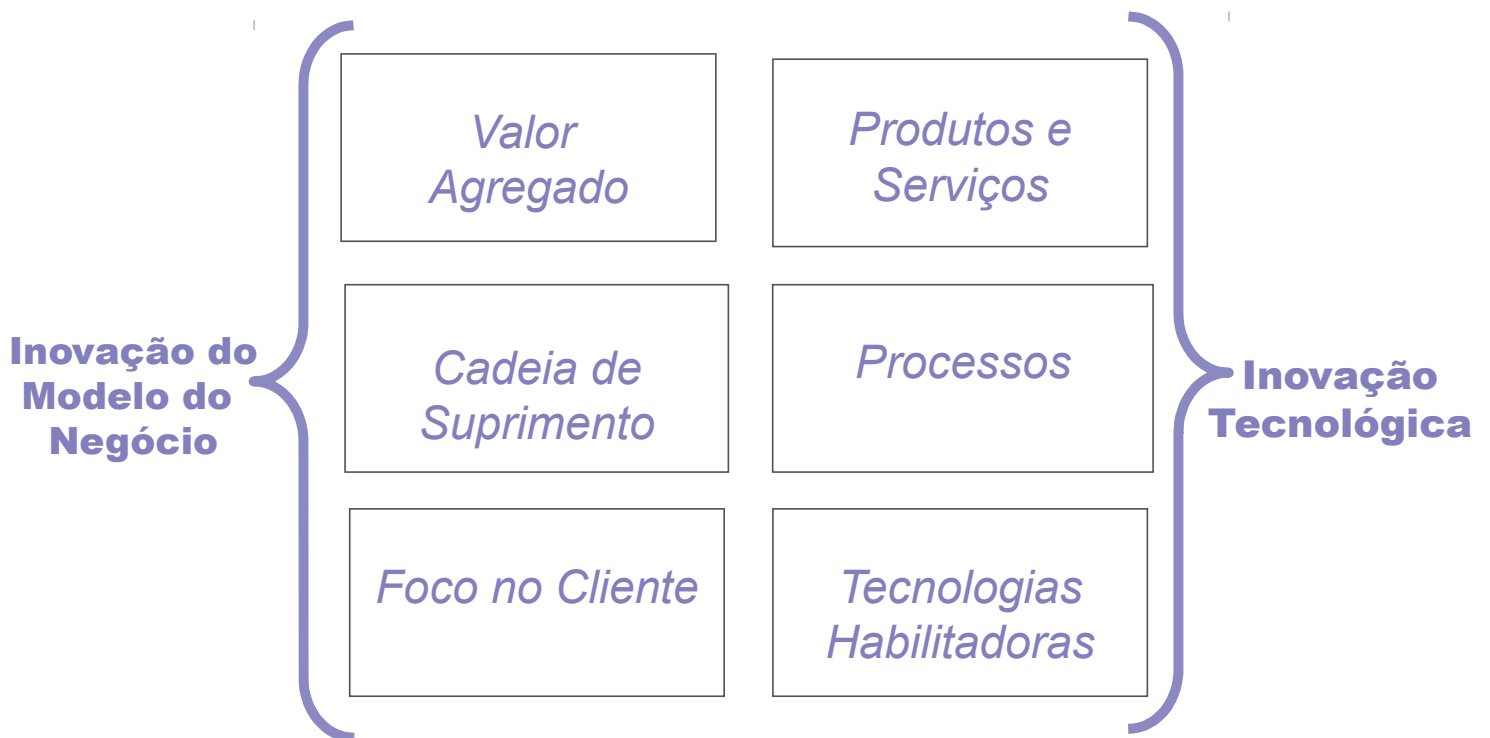 Inovação do
Modelo do
Negócio
Valor
Agregado
Cadeia de
Suprimento
Foco no Cliente
Produtos e
Serviços
Processos
Tecnologias
Habilitadoras
Inovação
Tecnológica